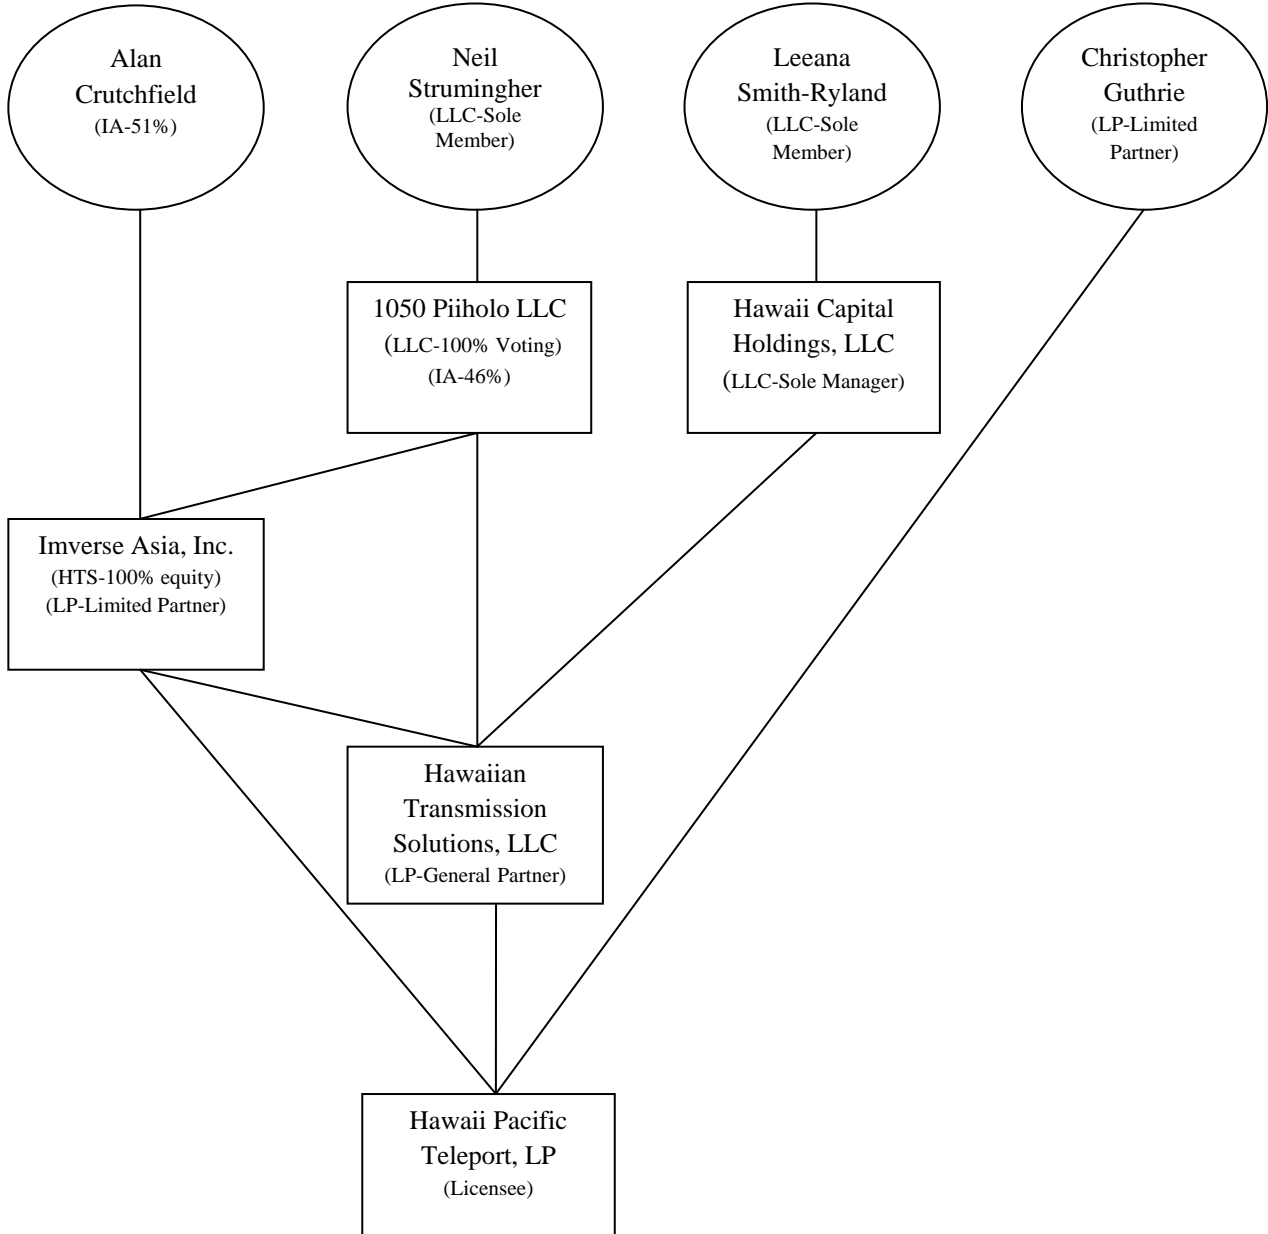 Alan
Crutchfield
(IA-51%)
Neil
Strumingher
(LLC-Sole
Member)
Leeana
Smith-Ryland
(LLC-Sole
Member)
Christopher
Guthrie
(LP-Limited
Partner)
1050 Piiholo LLC
(LLC-100% Voting)
(IA-46%)
Hawaii Capital
Holdings, LLC
(LLC-Sole Manager)
Imverse Asia, Inc.
(HTS-100% equity)
(LP-Limited Partner)
Hawaiian
Transmission
Solutions, LLC
(LP-General Partner)
Hawaii Pacific
Teleport, LP
(Licensee)